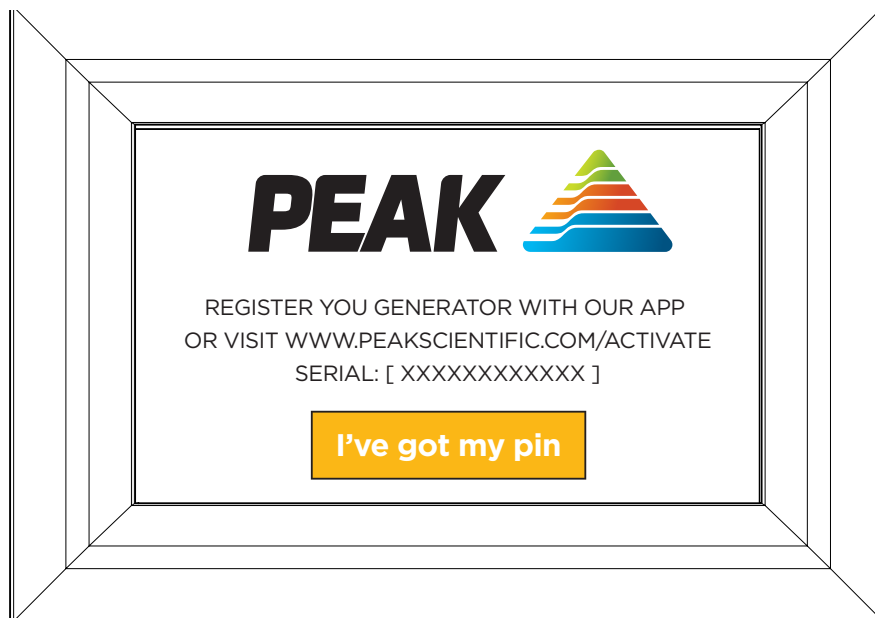 PEAK
REGISTER YOU GENERATOR WITH OUR APP
OR VISIT WWW.PEAKSCIENTIFIC.COM/ACTIVATE
SERIAL: [ XXXXXXXXXXXX ]
I've got my pin